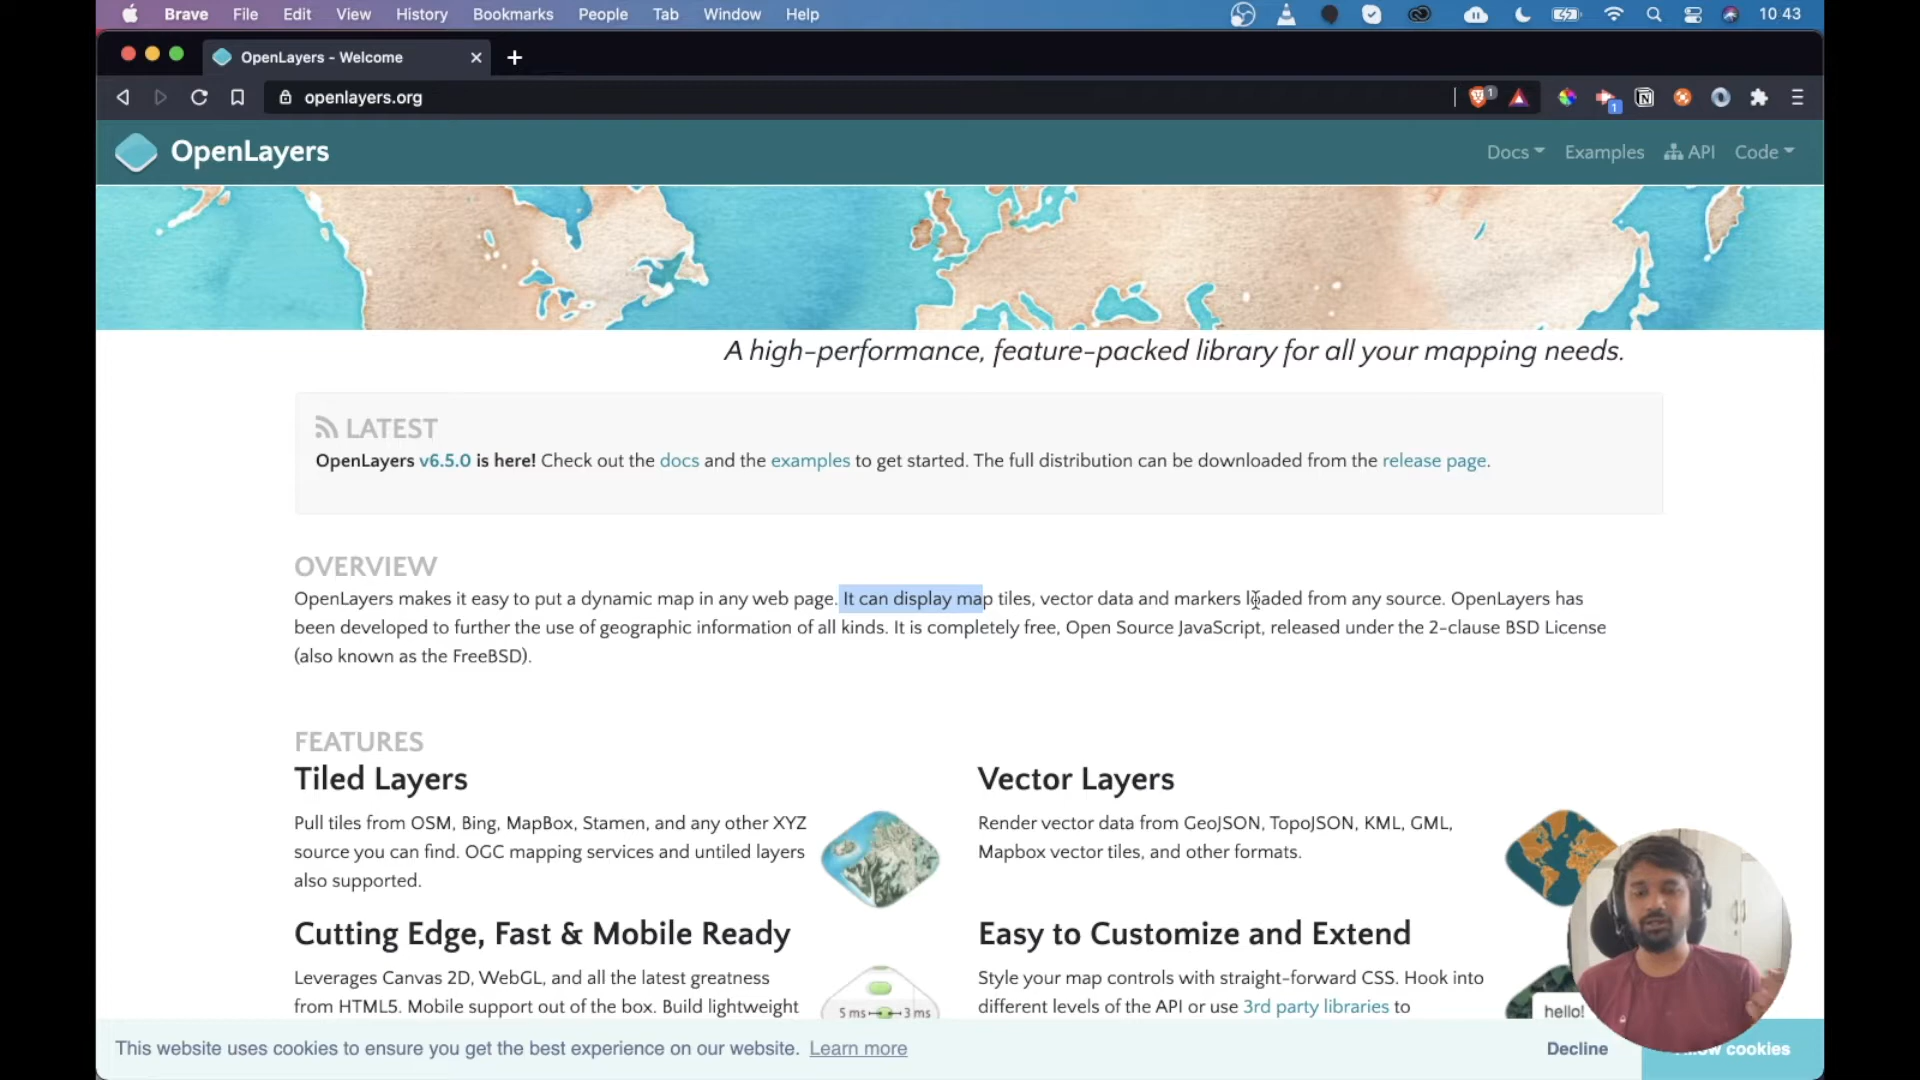 Brave File Edit View History Bookmarks People Tab Window Help 10 43
OpenLayers - Welcome
openlayers.org
1
1
OpenLayers
Docs Examples API Code
A high-performance, feature-packed library for all your mapping needs.
LATEST
OpenLayers v6.5.0 is here! Check out the docs and the examples to get started. The full distribution can be downloaded from the release page.
OVERVIEW
OpenLayers makes it easy to put a dynamic map in any web page. It can display map tiles, vector data and markers loaded from any source. OpenLayers has
been developed to further the use of geographic information of all kinds. It is completely free, Open Source JavaScript, released under the 2-clause BSD License
(also known as the FreeBSD).
FEATURES
Tiled Layers
Pull tiles from OSM, Bing, MapBox, Stamen, and any other XYZ
source you can find. OGC mapping services and untiled layers
also supported.
Vector Layers
Render vector data from GeoJSON, TopoJSON, KML, GML,
Mapbox vector tiles, and other formats.
Cutting Edge, Fast & Mobile Ready
Leverages Canvas 2D, WebGL, and all the latest greatness
from HTML5. Mobile support out of the box. Build lightweight
5 ms 3 ms
Easy to Customize and Extend
Style your map controls with straight-forward CSS. Hook into
different levels of the API or use 3rd party libraries to
hello!
This website uses cookies to ensure you get the best experience on our website. Learn more
Decline
cookies